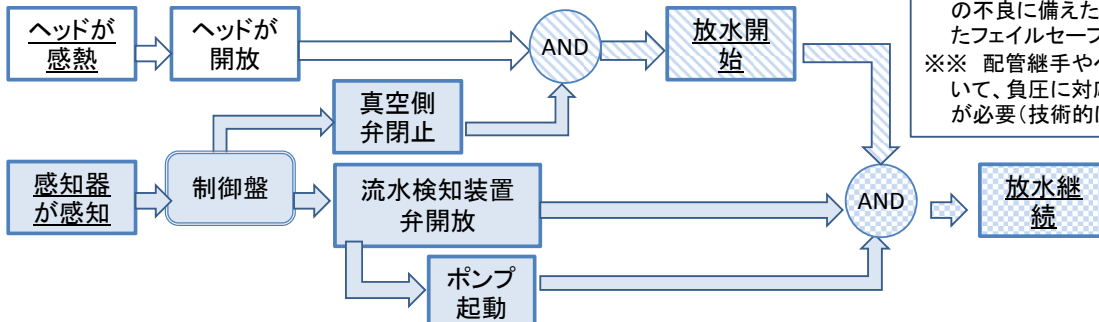 ヘッドが
感熱
ヘッドが
開放
AND
放水開
始
真空側
弁閉止
感知器
が感知
制御盤
流水検知装置
弁開放
ポンプ
起動
AND
放水継
続
の不良に備えた
たフェイルセーフ
※※ 配管継手や
いて、負圧に対
が必要(技術的